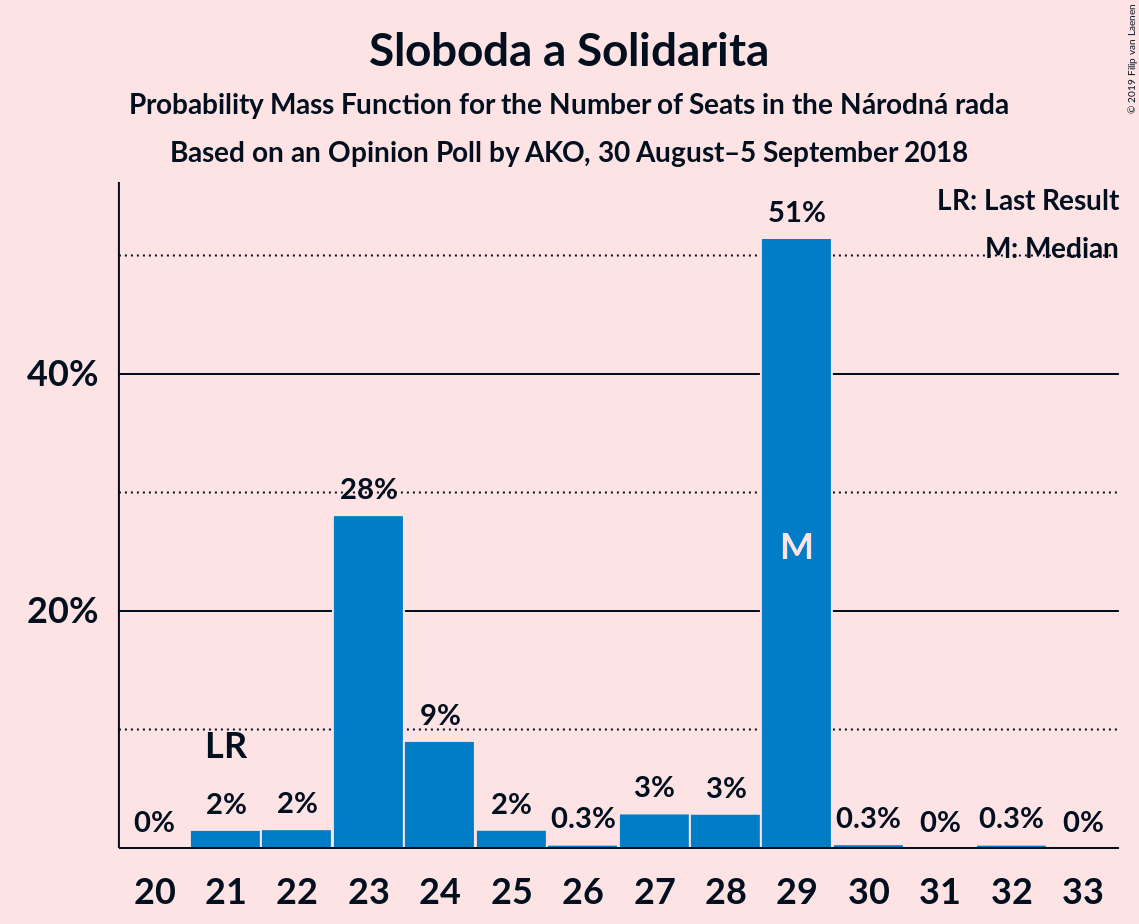 Sloboda a Solidarita
Probability Mass Function for the Number of Seats in the Národná rada
Based on an Opinion Poll by AKO, 30 August–5 September 2018
© 2019 Filip van Laenen
LR: Last Result
M: Median
51%
40%
28%
M
20%
9%
LR
0%
2%
2%
2%
0.3%
3%
3%
0.3%
0%
0.3%
0%
20 21 22 23 24 25 26 27 28 29 30 31 32 33